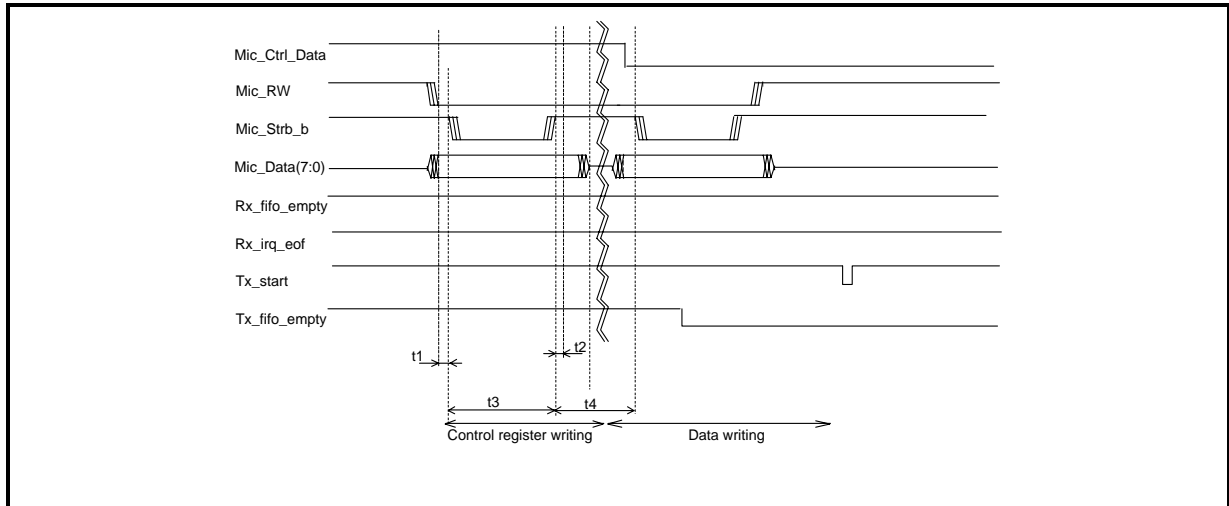 Mic_Ctrl_Data
Mic_RW
Mic_Strb_b
Mic_Data(7:0)
Rx_fifo_empty
Rx_irq_eof
Tx_start
Tx_fifo_empty
t1
t2
t3
t4
Control register writing
Data writing